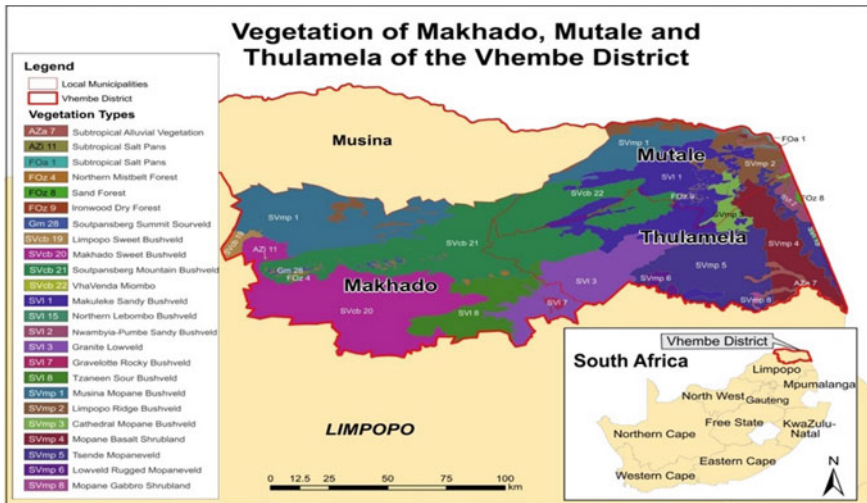 Vegetation of Makhado, Mutale and
Thulamela of the Vhembe District
Legend
Local Municipalities
Vhembe District
Vegetation Types
AZa 7 Subtropical Alluvial Vegetation
AZi 11 Subtropical Salt Pans
FOa 1 Subtropical Salt Pans
FOz 4 Northern Mistbelt Forest
FOz 8 Sand Forest
FOz 9 Ironwood Dry Forest
Gm 28 Soutpansberg Summit Sourveld
SVcb 19 Limpopo Sweet Bushveld
SVcb 20 Makhado Sweet Bushveld
SVcb 21 Soutpansberg Mountain Bushveld
SVcb 22 VhaVenda Miombo
SVl 1 Makuleke Sandy Bushveld
SVl 15 Northern Lebombo Bushveld
SVl 2 Nwambyia-Pumbe Sandy Bushveld
SVl 3 Granite Lowveld
SVl 7 Gravelotte Rocky Bushveld
SVl 8 Tzaneen Sour Bushveld
SVmp 1 Musina Mopane Bushveld
SVmp 2 Limpopo Ridge Bushveld
SVmp 3 Cathedral Mopane Bushveld
SVmp 4 Mopane Basalt Shrubland
SVmp 5 Tsende Mopaneveld
SVmp 6 Lowveld Rugged Mopaneveld
SVmp 8 Mopane Gabbro Shrubland
Musina
SVmp 1
FOa 1
Mutale
SVmp 2
SVl 1
SVcb 22
FOz 9
FOz 8
SVmp 1
SVcb 19
AZi 11
SVcb 21
Thulamela
SVmp 4
SVmp 5
Gm 28
FOz 4
Makhado
SVl 3
SVmp 6
AZa 7
SVmp 8
SVcb 20
SVl 8
SVl 7
LIMPOPO
0 12.5 25 50 75 100
km
Vhembe District
South Africa
Limpopo
Mpumalanga
North West
Gauteng
Free State
KwaZulu-
Natal
Northern Cape
Eastern Cape
Western Cape
N